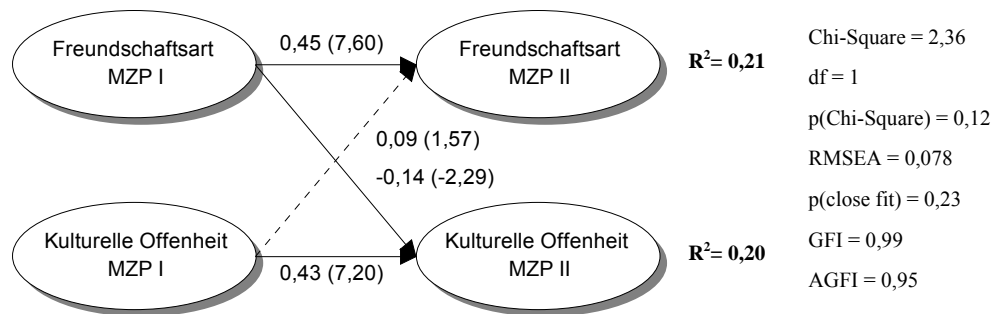 Freundschaftsart
MZP I
0,45 (7,60)
Freundschaftsart
MZP II
R²= 0,21
0,09 (1,57)
-0,14 (-2,29)
Kulturelle Offenheit
MZP I
0,43 (7,20)
Kulturelle Offenheit
MZP II
R²= 0,20
Chi-Square = 2,36
df = 1
p(Chi-Square) = 0,12
RMSEA = 0,078
p(close fit) = 0,23
GFI = 0,99
AGFI = 0,95